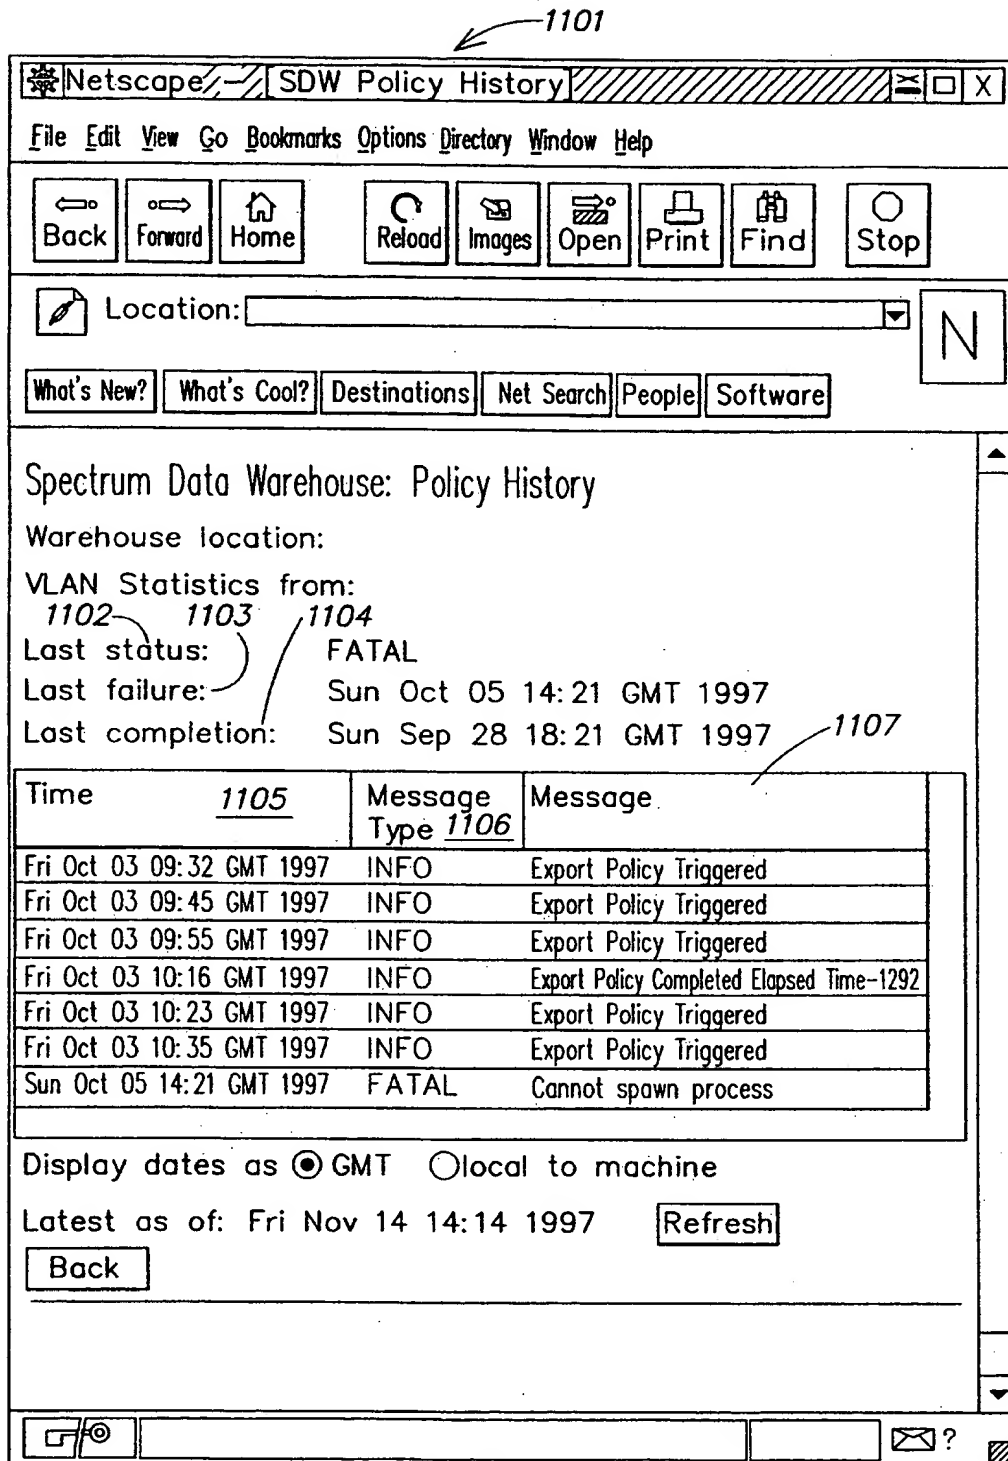 1101
Netscape - SDW Policy History X
File Edit View Go Bookmarks Options Directory Window Help
Back Forward Home Reload Images Open Print Find Stop
Location:
N
What's New? What's Cool? Destinations Net Search People Software
Spectrum Data Warehouse: Policy History
Warehouse location:
VLAN Statistics from:
1102 1103 1104
Last status: FATAL
Last failure: Sun Oct 05 14:21 GMT 1997
Last completion: Sun Sep 28 18:21 GMT 1997
1107
Time 1105 Message Type 1106 Message
Fri Oct 03 09:32 GMT 1997 INFO Export Policy Triggered
Fri Oct 03 09:45 GMT 1997 INFO Export Policy Triggered
Fri Oct 03 09:55 GMT 1997 INFO Export Policy Triggered
Fri Oct 03 10:16 GMT 1997 INFO Export Policy Completed Elapsed Time-1292
Fri Oct 03 10:23 GMT 1997 INFO Export Policy Triggered
Fri Oct 03 10:35 GMT 1997 INFO Export Policy Triggered
Sun Oct 05 14:21 GMT 1997 FATAL Cannot spawn process
Display dates as GMT local to machine
Latest as of: Fri Nov 14 14:14 1997 Refresh
Back
?